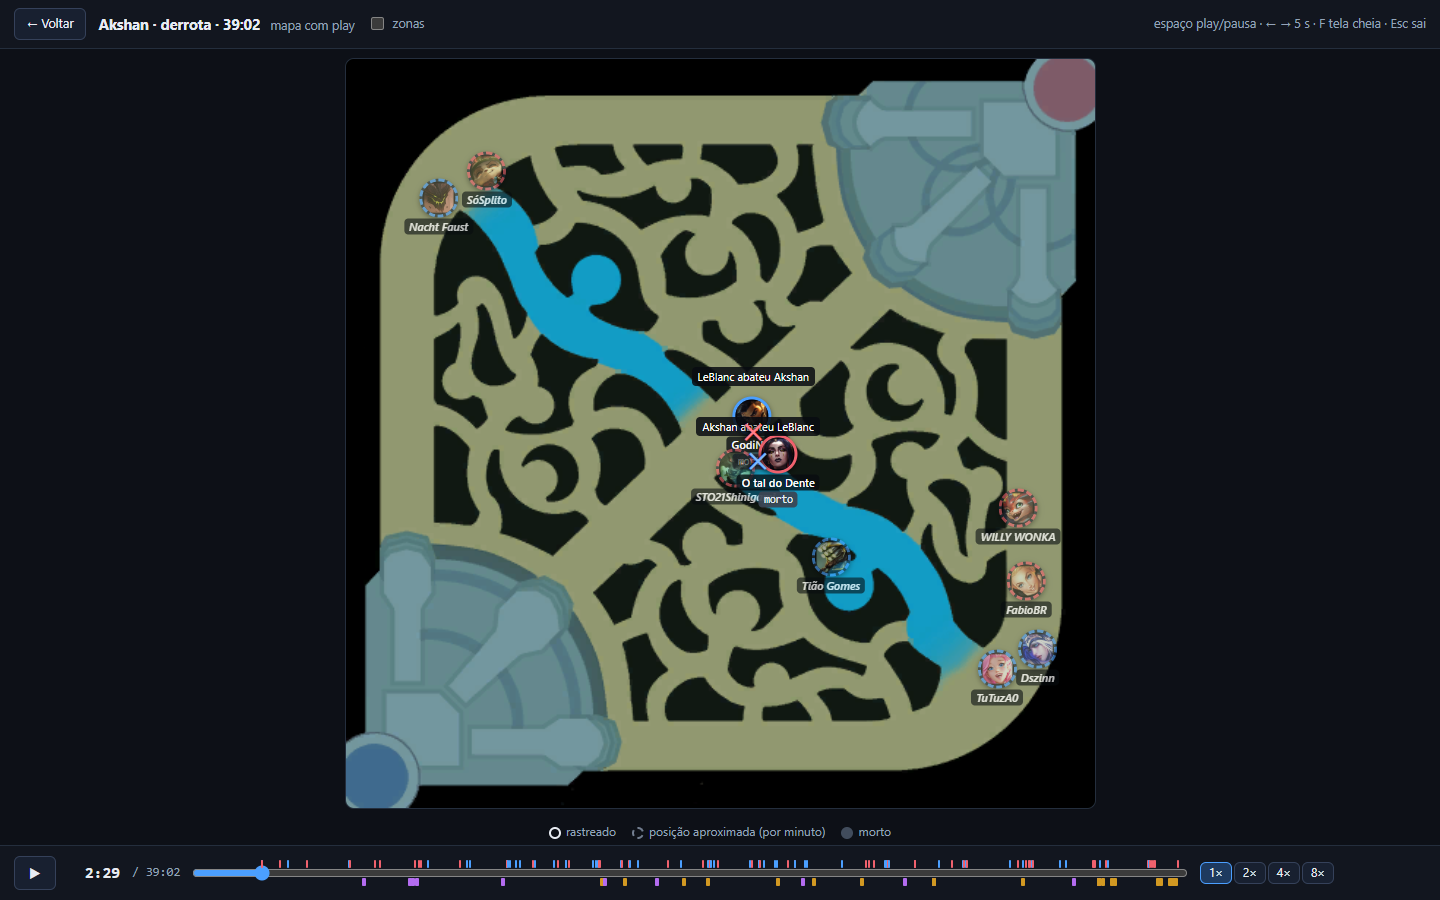 ← Voltar
Akshan · derrota · 39:02
mapa com play
zonas
espaço play/pausa · ← → 5 s · F tela cheia · Esc sai
SóSplito
Nacht Faust
LeBlanc abateu Akshan
Akshan abateu LeBlanc
O tal do Dente
morto
WILLY WONKA
Tião Gomes
FabioBR
Dszinn
TuTuzA0
rastreado
posição aproximada (por minuto)
morto
2:29 / 39:02
1×
2×
4×
8×